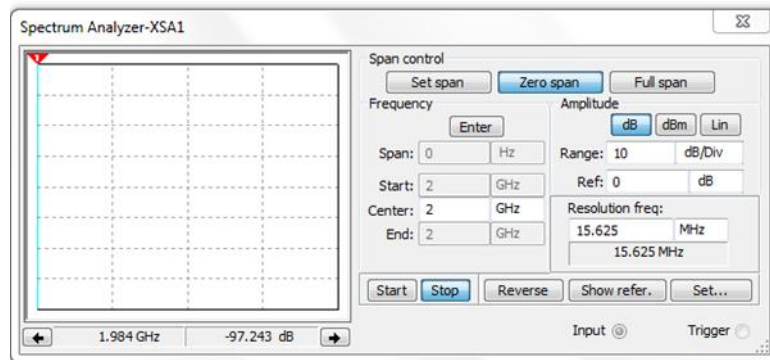 Spectrum Analyzer-XSA1
1
Span control
Set span Zero span Full span
Frequency
Enter
Span: 0 Hz
Start: 2 GHz
Center: 2 GHz
End: 2 GHz
Amplitude
dB dBm Lin
Range: 10 dB/Div
Ref: 0 dB
Resolution freq:
15.625 MHz
15.625 MHz
Start Stop Reverse Show refer. Set...
1.984 GHz -97.243 dB
Input Trigger